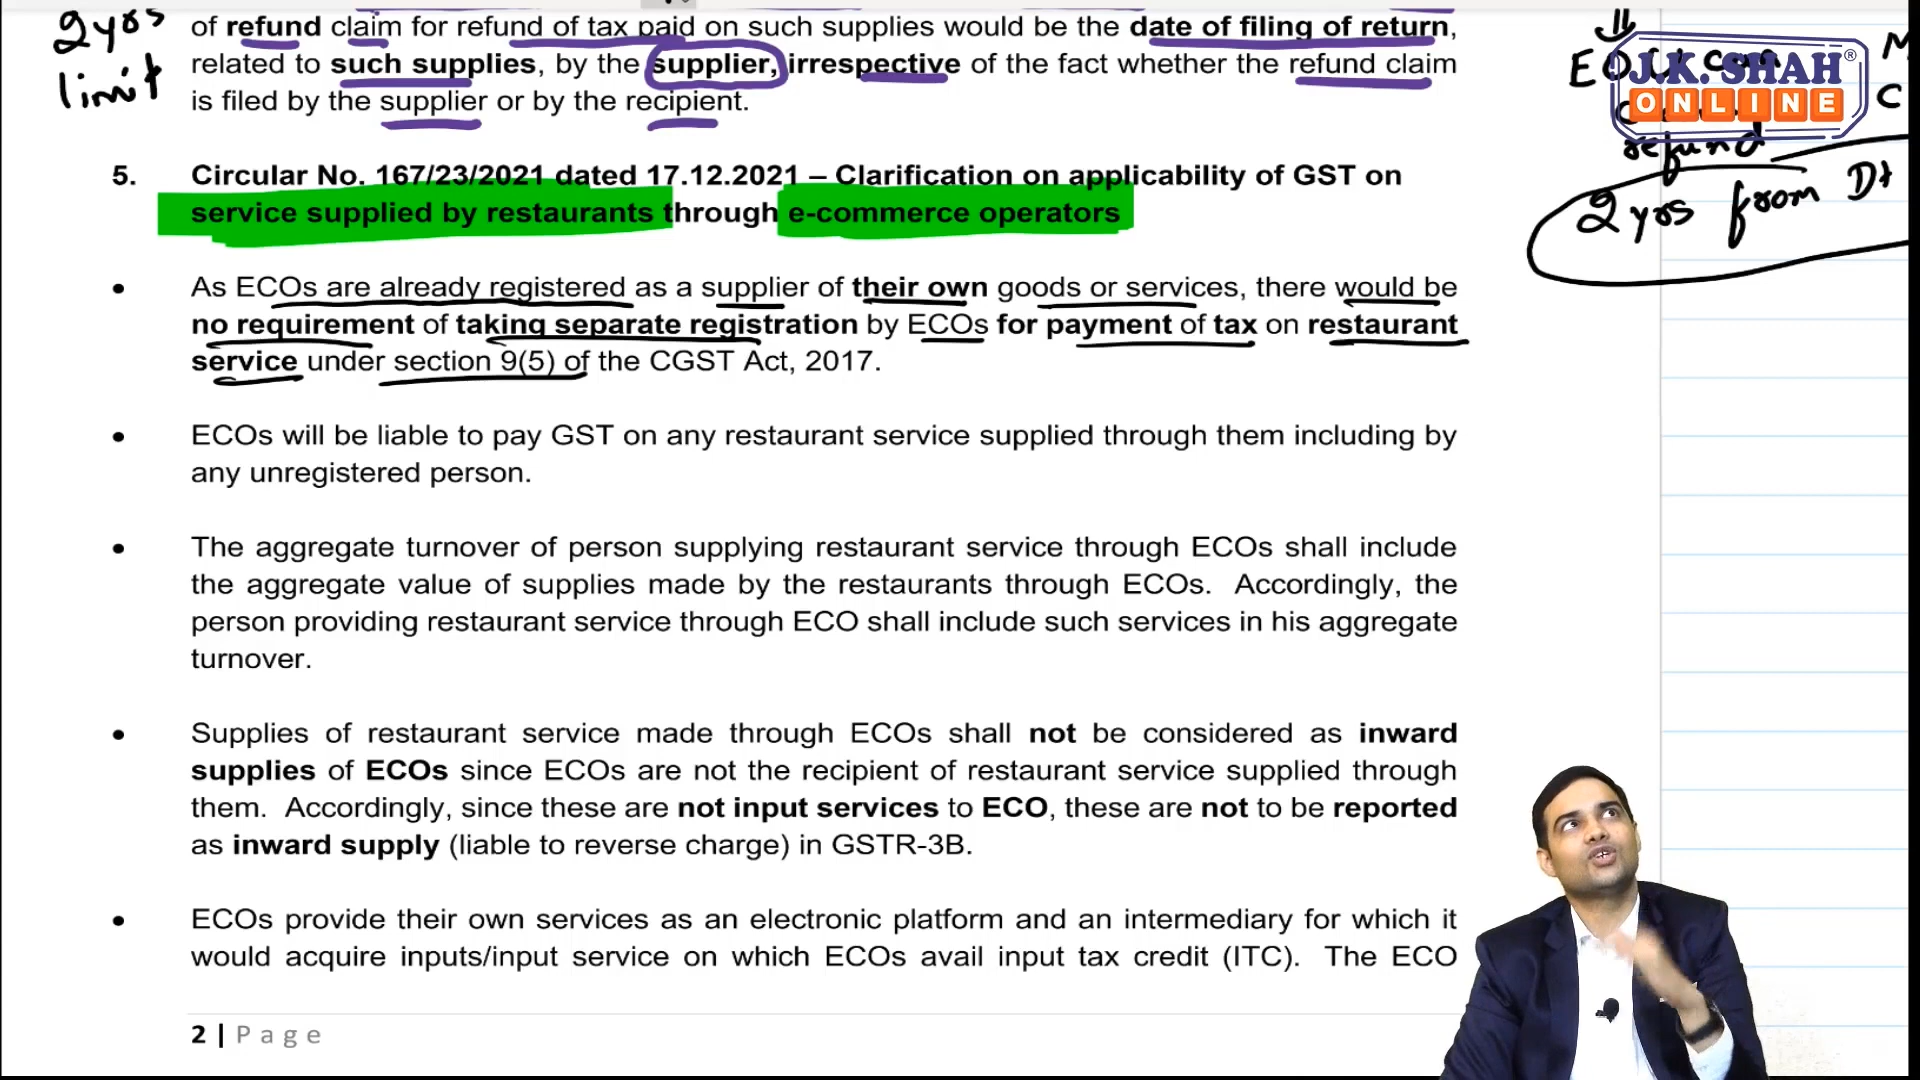 2yrs
limit
of refund claim for refund of tax paid on such supplies would be the date of filing of return,
related to such supplies, by the supplier, irrespective of the fact whether the refund claim
is filed by the supplier or by the recipient.
J.K. SHAH®
ONLINE
refund
2 yrs from Dt
5. Circular No. 167/23/2021 dated 17.12.2021 – Clarification on applicability of GST on
service supplied by restaurants through e-commerce operators
• As ECOs are already registered as a supplier of their own goods or services, there would be
no requirement of taking separate registration by ECOs for payment of tax on restaurant
service under section 9(5) of the CGST Act, 2017.
• ECOs will be liable to pay GST on any restaurant service supplied through them including by
any unregistered person.
• The aggregate turnover of person supplying restaurant service through ECOs shall include
the aggregate value of supplies made by the restaurants through ECOs. Accordingly, the
person providing restaurant service through ECO shall include such services in his aggregate
turnover.
• Supplies of restaurant service made through ECOs shall not be considered as inward
supplies of ECOs since ECOs are not the recipient of restaurant service supplied through
them. Accordingly, since these are not input services to ECO, these are not to be reported
as inward supply (liable to reverse charge) in GSTR-3B.
• ECOs provide their own services as an electronic platform and an intermediary for which it
would acquire inputs/input service on which ECOs avail input tax credit (ITC). The ECO
2 | Page